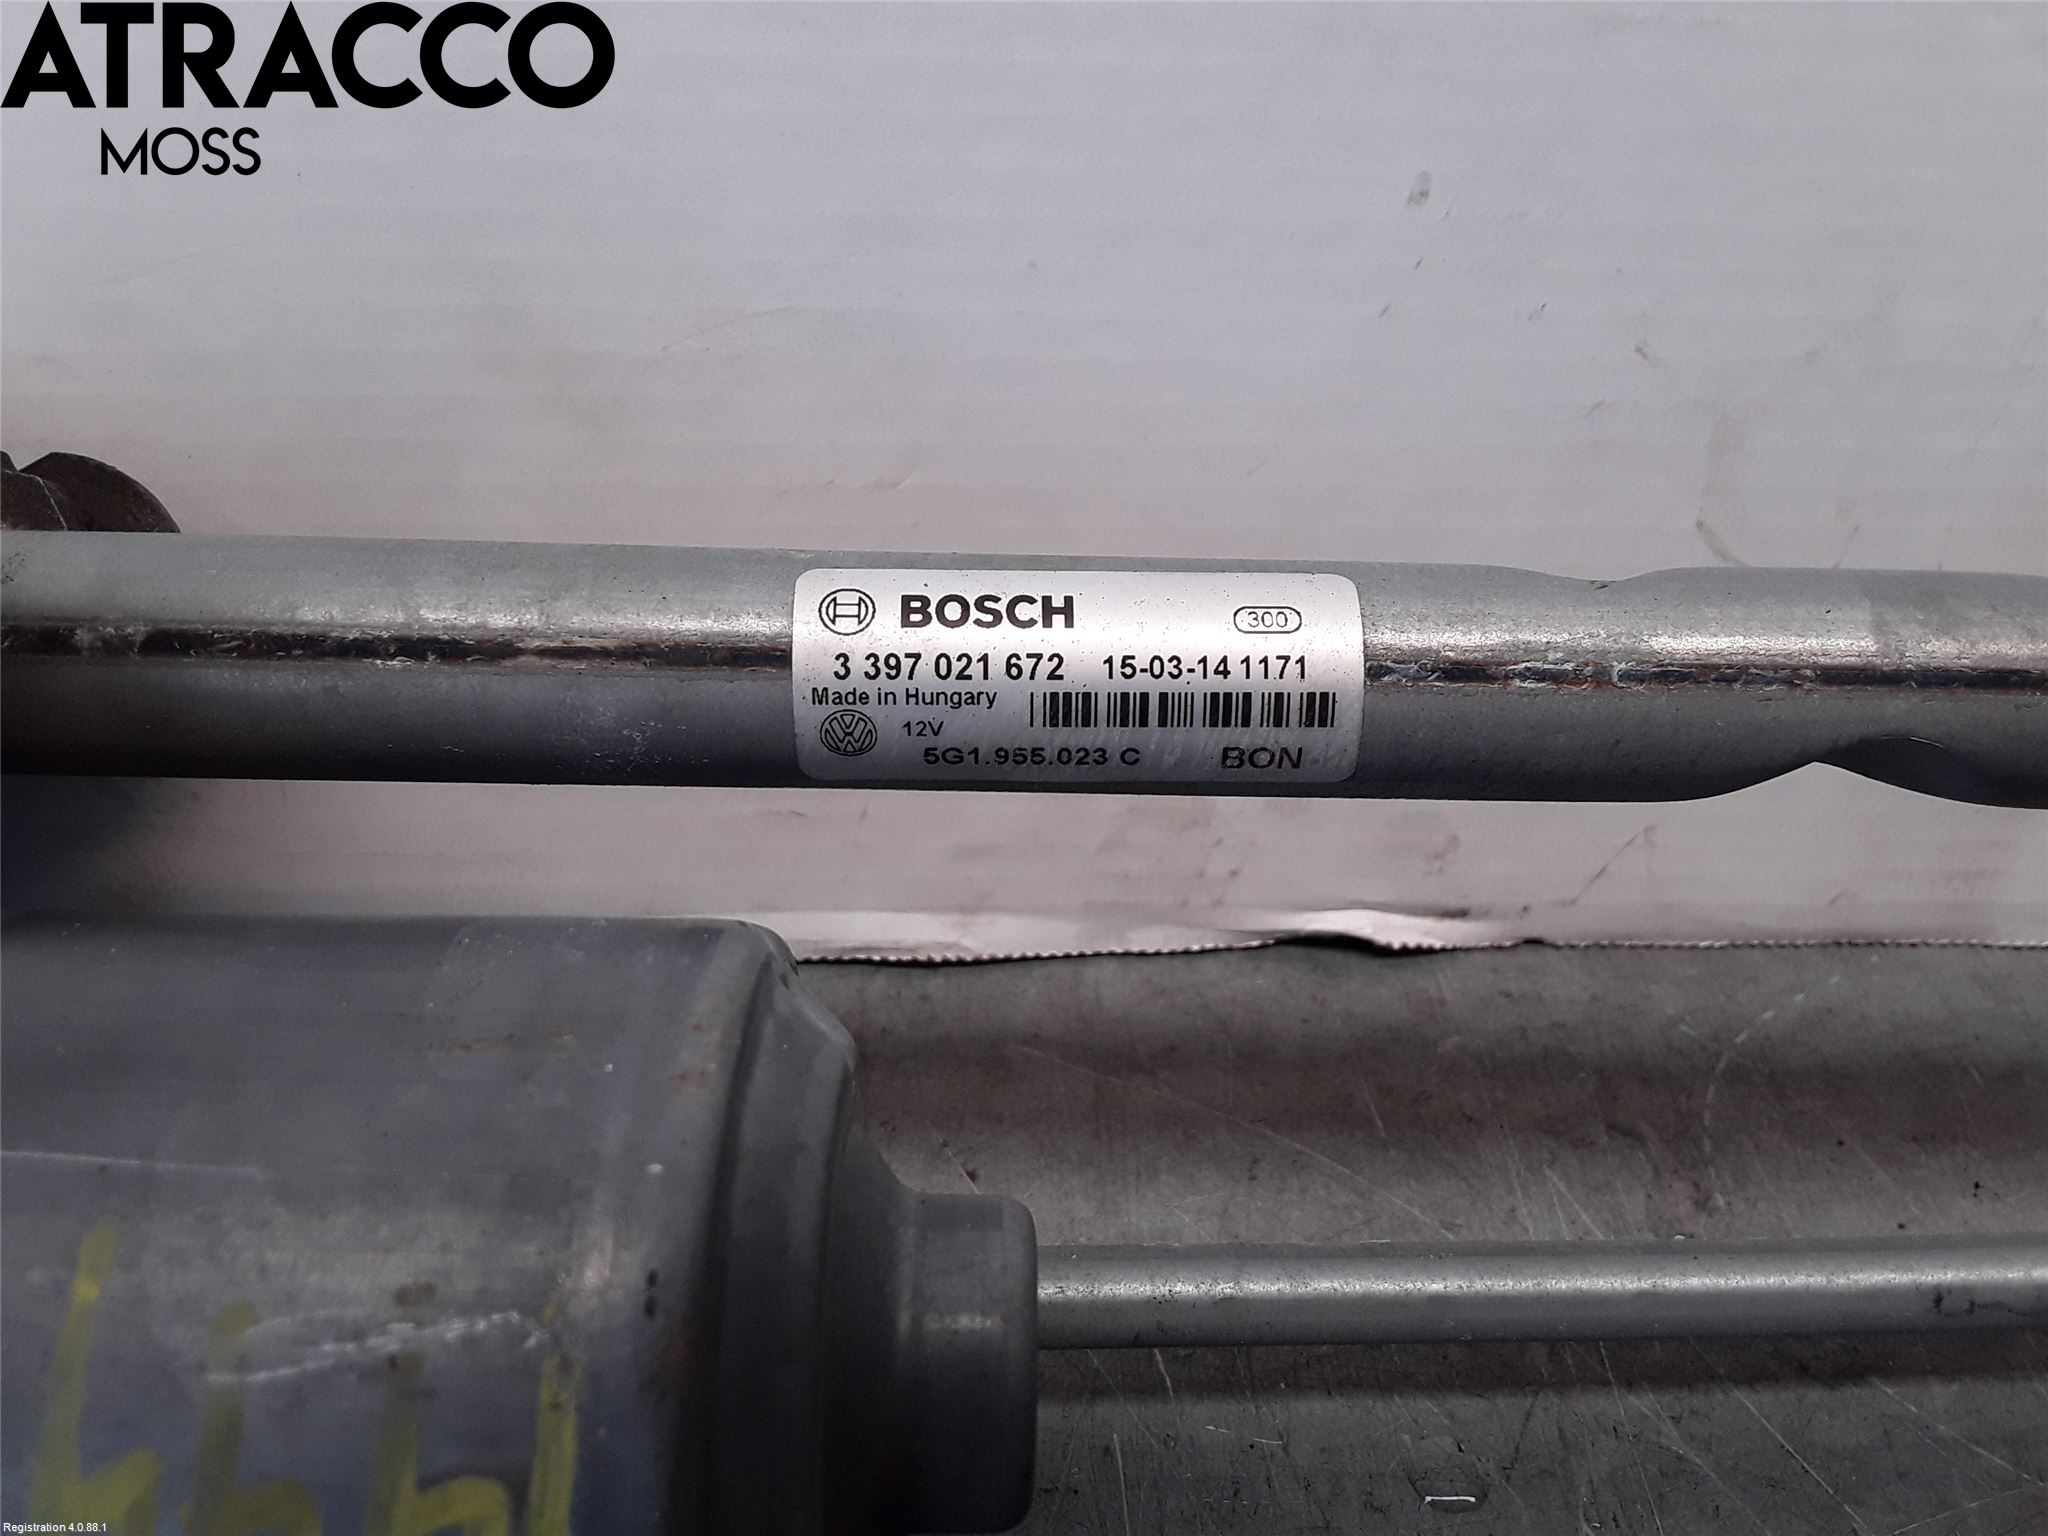 ATRACCO
MOSS
BOSCH 300
3 397 021 672 15-03-14 1171
Made in Hungary
12V
5G1.955.023 C BON
Registration 4.0.88.1